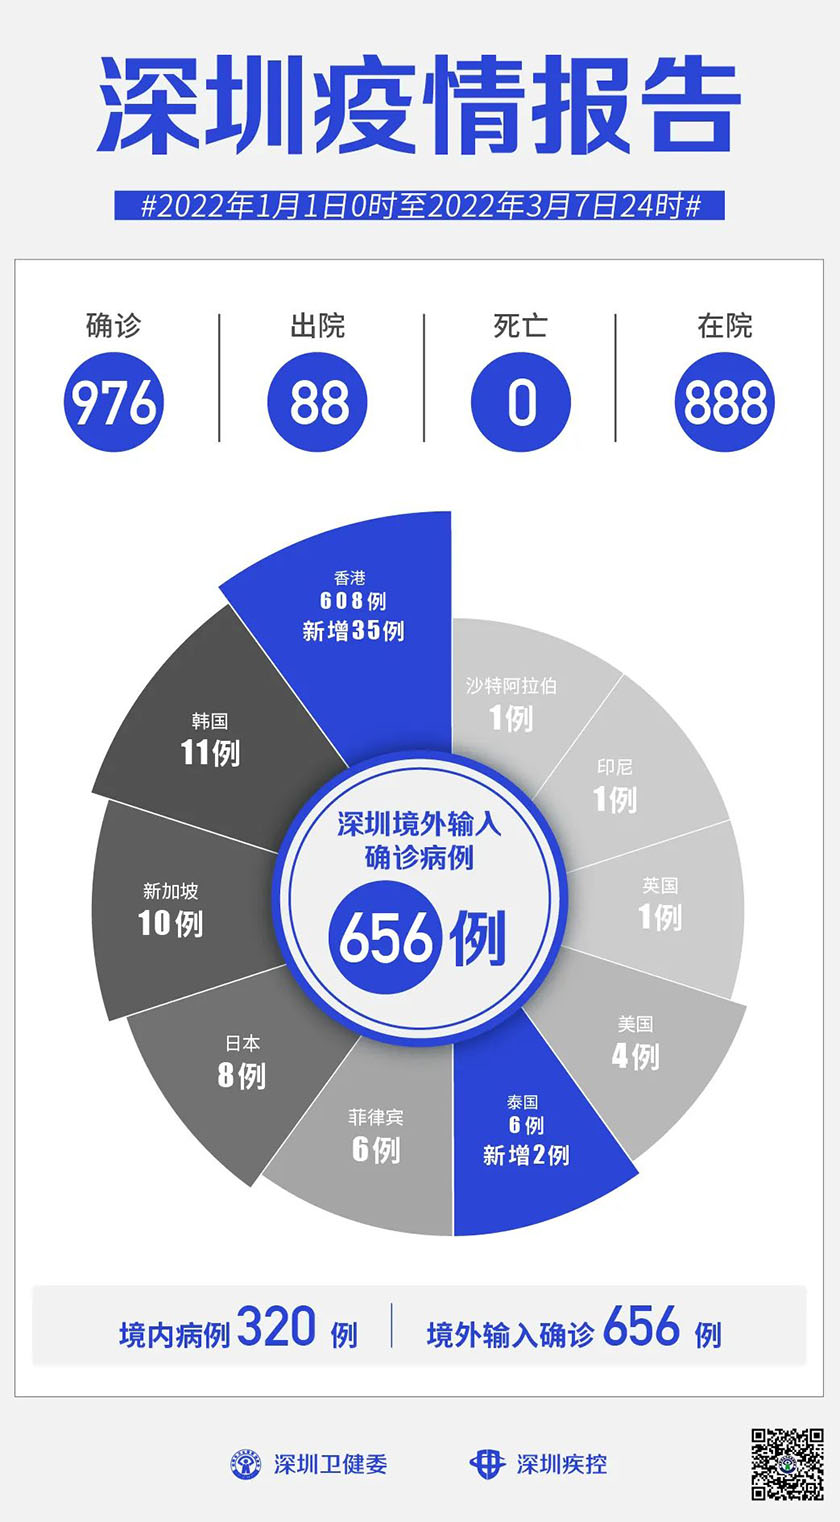 深圳疫情报告
#2022年1月1日0时至2022年3月7日24时#
确诊
976
出院
88
死亡
0
在院
888
香港
608例
新增35例
沙特阿拉伯
1例
印尼
1例
英国
1例
美国
4例
泰国
6例
新增2例
菲律宾
6例
日本
8例
新加坡
10例
韩国
11例
深圳境外输入
确诊病例
656例
境内病例320例
境外输入确诊656例
深圳卫健委
深圳疾控